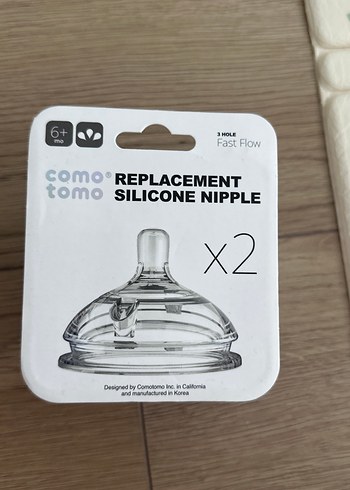 6+
mo
3 HOLE
Fast Flow
como®
tomo
REPLACEMENT
SILICONE NIPPLE
x2
Designed by Comotomo Inc. in California
and manufactured in Korea